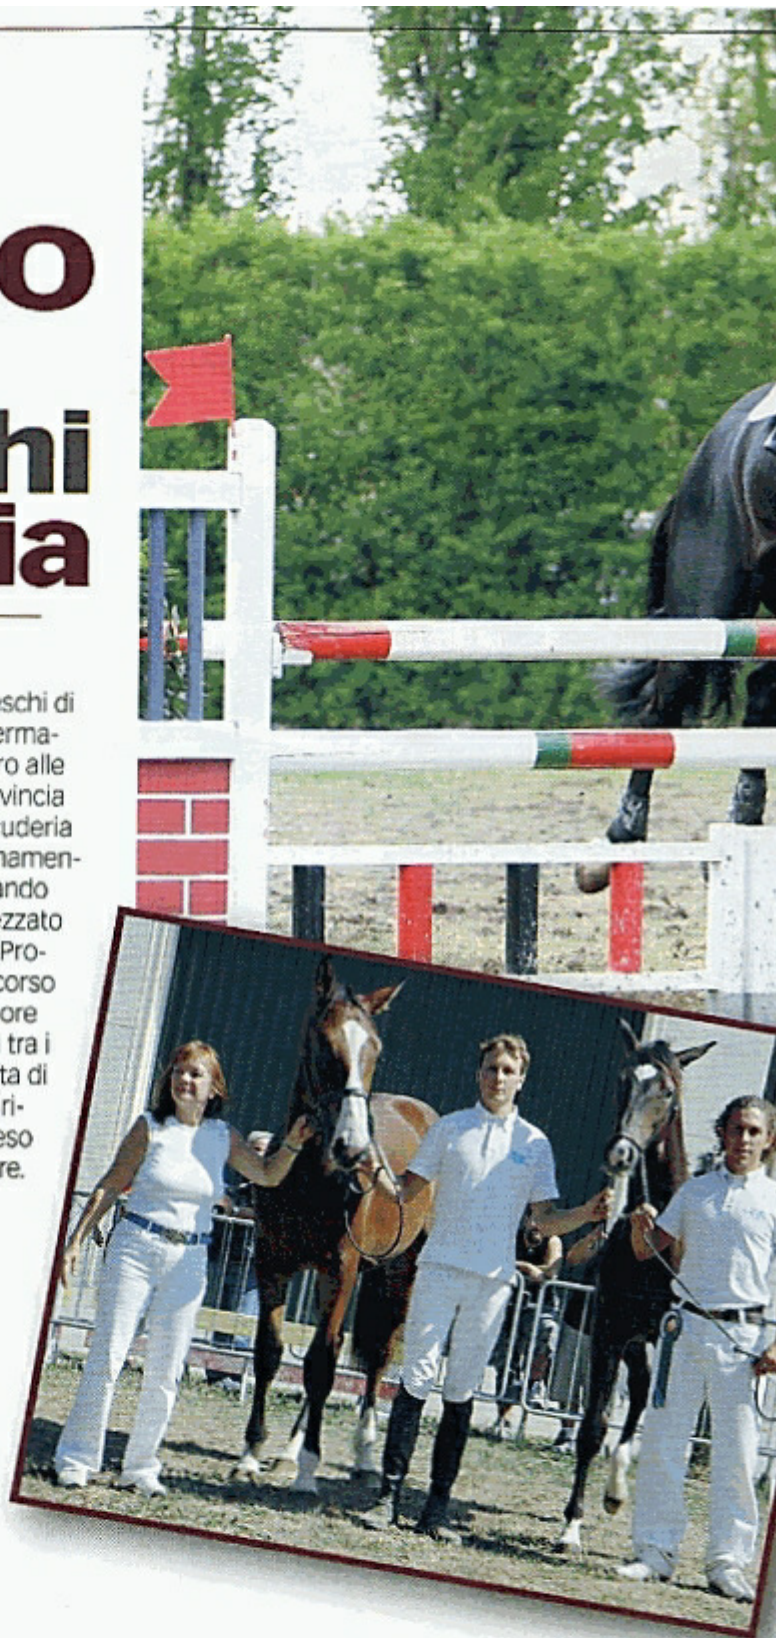 o
hi
ia
eschi di
erma-
ro alle
vincia
uderia
namen-
ando
ezzato
Pro-
corso
ore
tra i
ta di
ri-
eso
re.